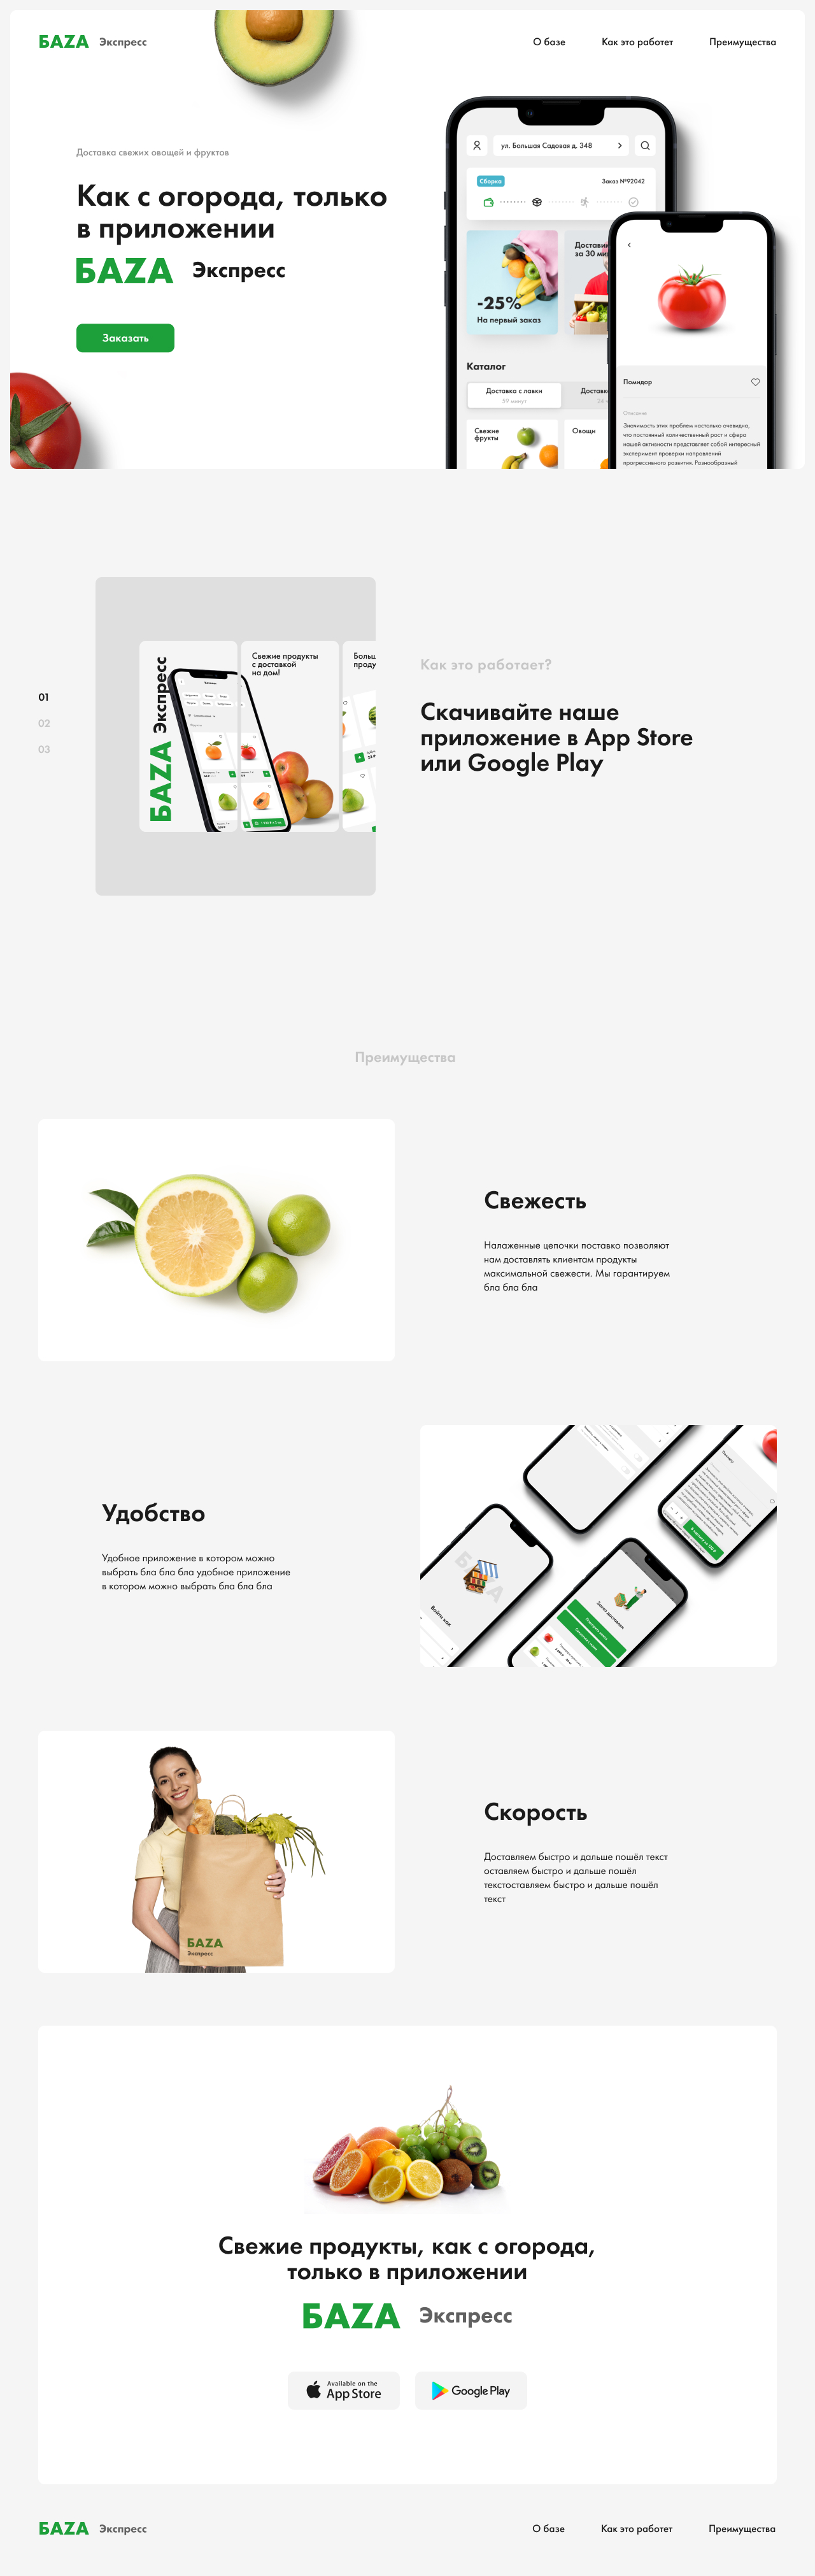 БАZА Экспресс
О базе
Как это работет
Преимущества
Доставка свежих овощей и фруктов
Как с огорода, только
в приложении
БАZА Экспресс
Заказать
ул. Большая Садовая д. 348
Сборка
Заказ №92042
-25%
На первый заказ
Достави
за 30 ми
Каталог
Доставка с лавки
59 минут
Доставк
Свежие
фрукты
Овощи
Помидор
Описание
Значимость этих проблем настолько очевидна,
что постоянный количественный рост и сфера
нашей активности представляет собой интересный
эксперимент проверки направлений
прогрессивного развития. Разнообразный
01
02
03
БАZА Экспресс
Свежие продукты
с доставкой
на дом!
Больш
проду
Как это работает?
Скачивайте наше
приложение в App Store
или Google Play
Преимущества
Свежесть
Налаженные цепочки поставко позволяют
нам доставлять клиентам продукты
максимальной свежести. Мы гарантируем
бла бла бла
Удобство
Удобное приложение в котором можно
выбрать бла бла бла удобное приложение
в котором можно выбрать бла бла бла
Войти как
Заказ доставлен
Помидор
Скорость
Доставляем быстро и дальше пошёл текст
оставляем быстро и дальше пошёл
текстоставляем быстро и дальше пошёл
текст
БАZА
Экспресс
Свежие продукты, как с огорода,
только в приложении
БАZА Экспресс
Available on the
App Store
Google Play
БАZА Экспресс
О базе
Как это работет
Преимущества